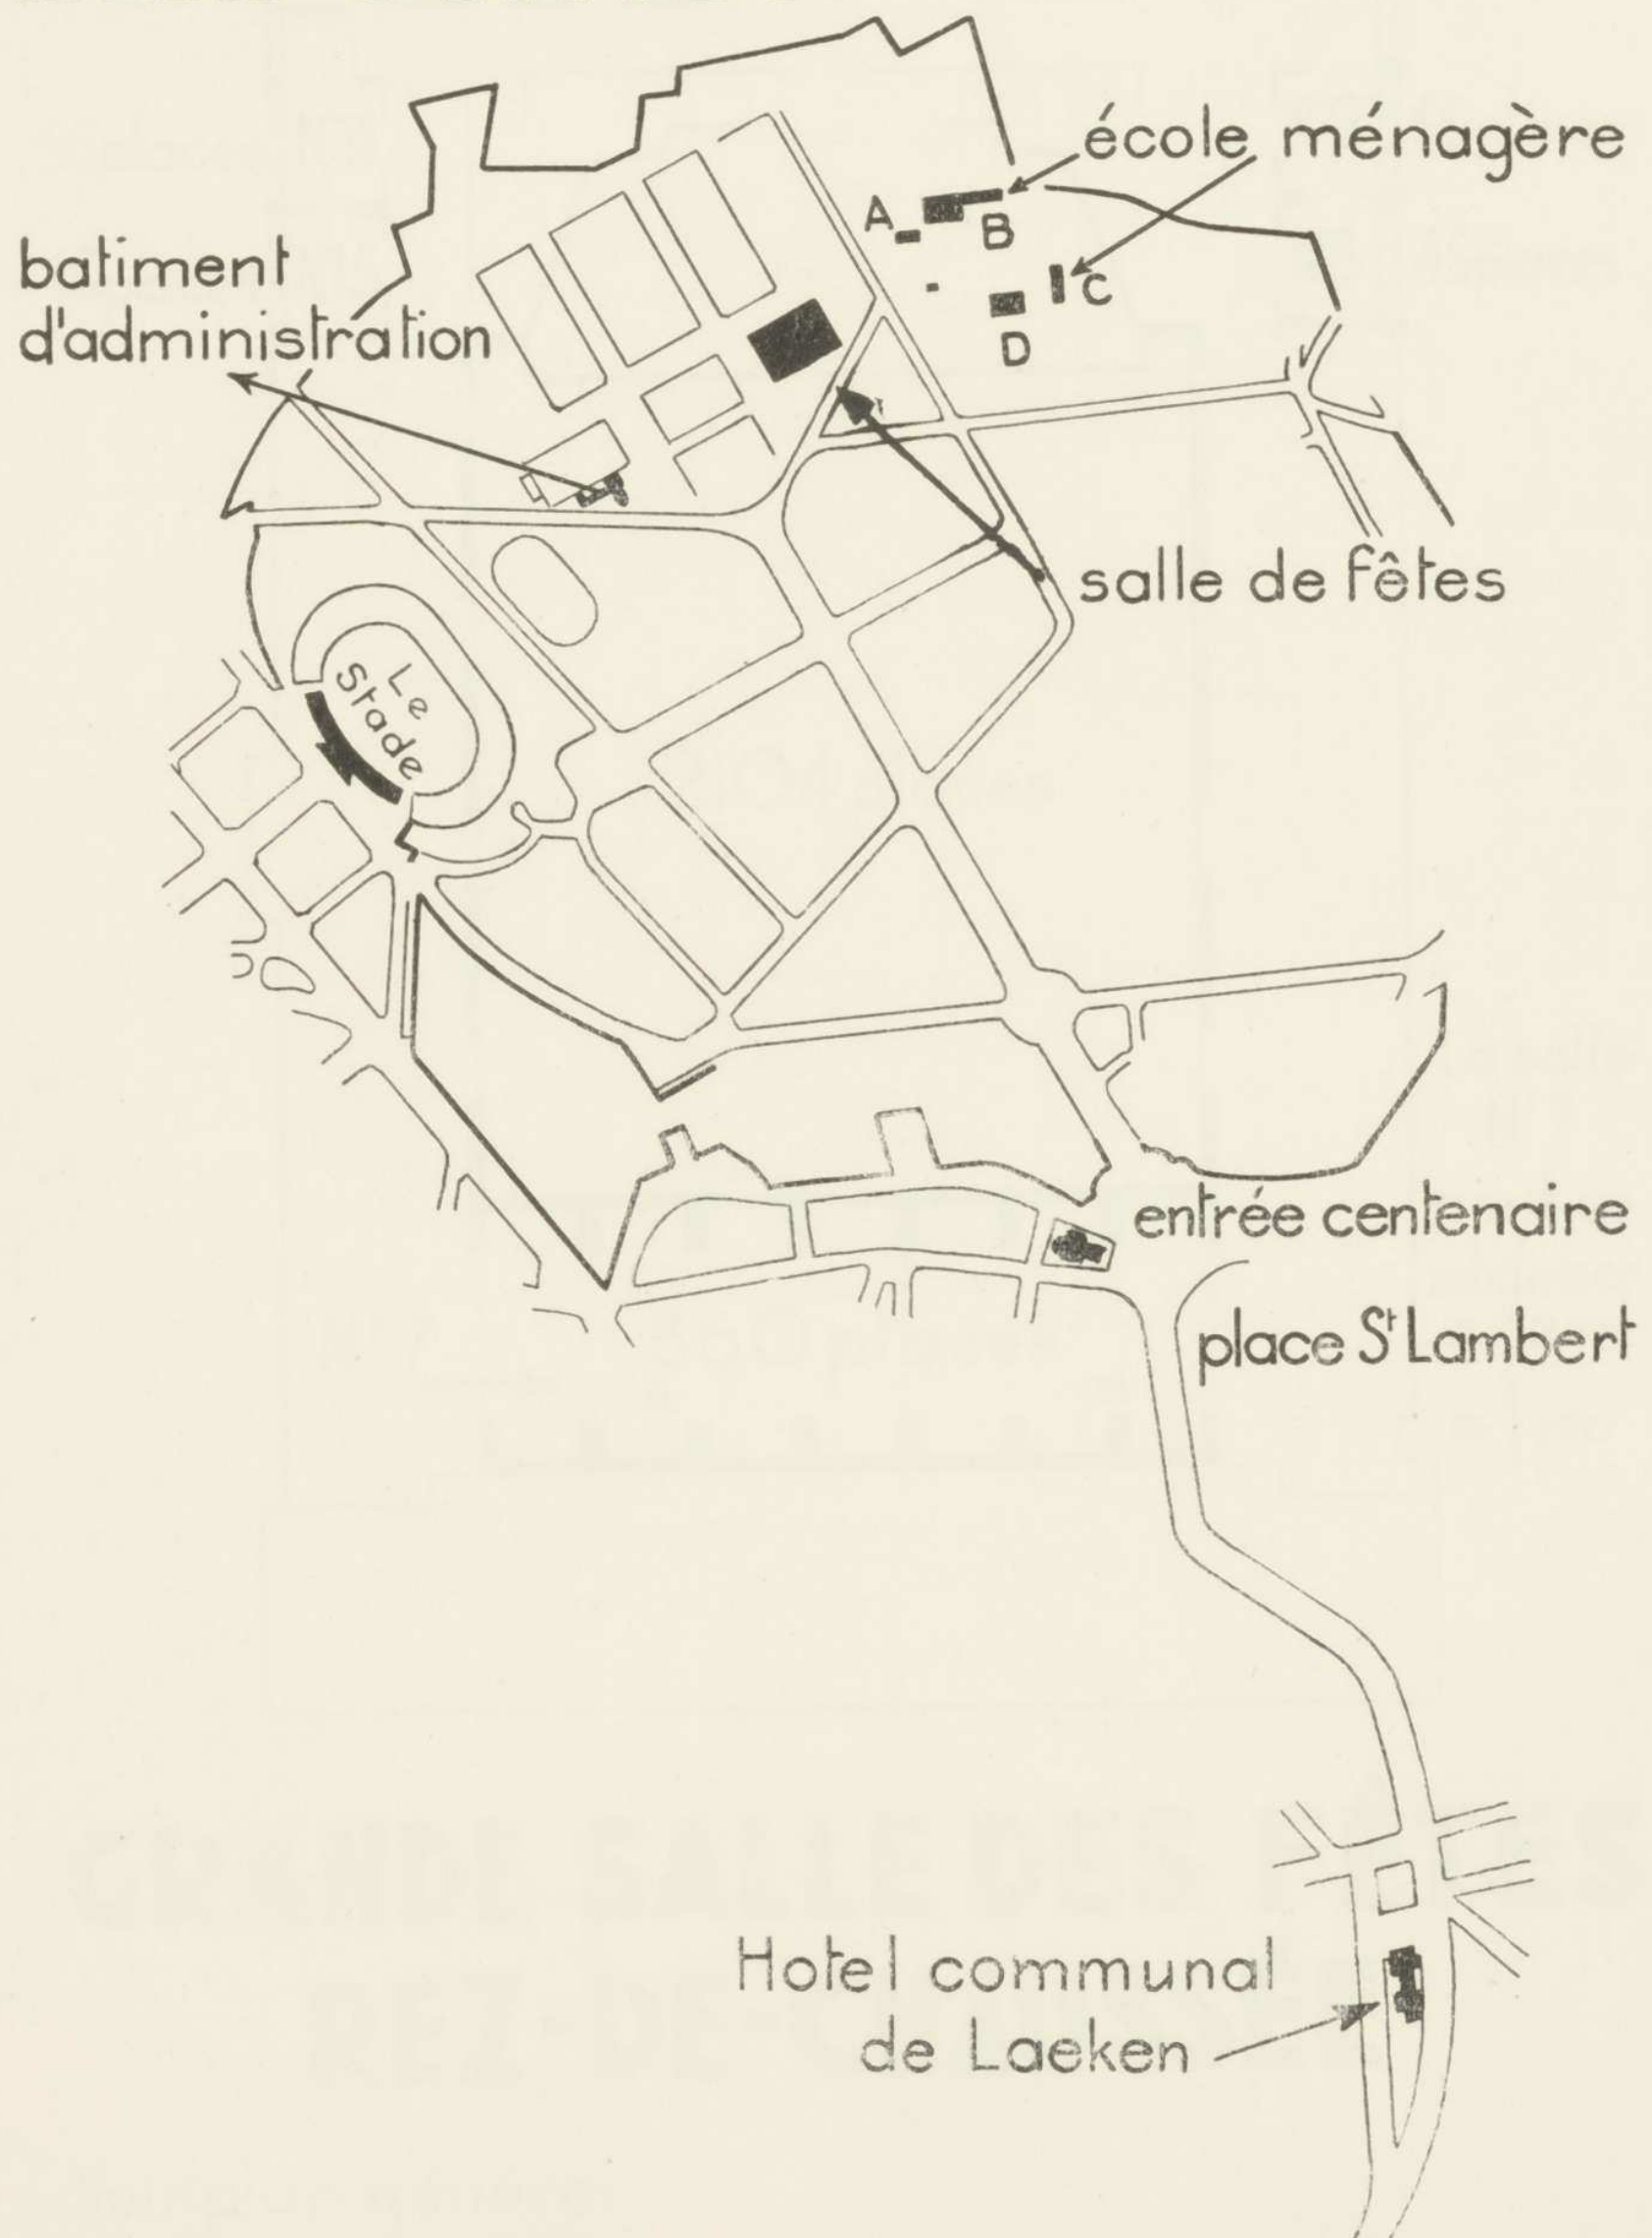 école ménagère
A
B
batiment
d'administration
C
D
salle de fêtes
Le
Stade
entrée centenaire
place St Lambert
Hotel communal
de Laeken